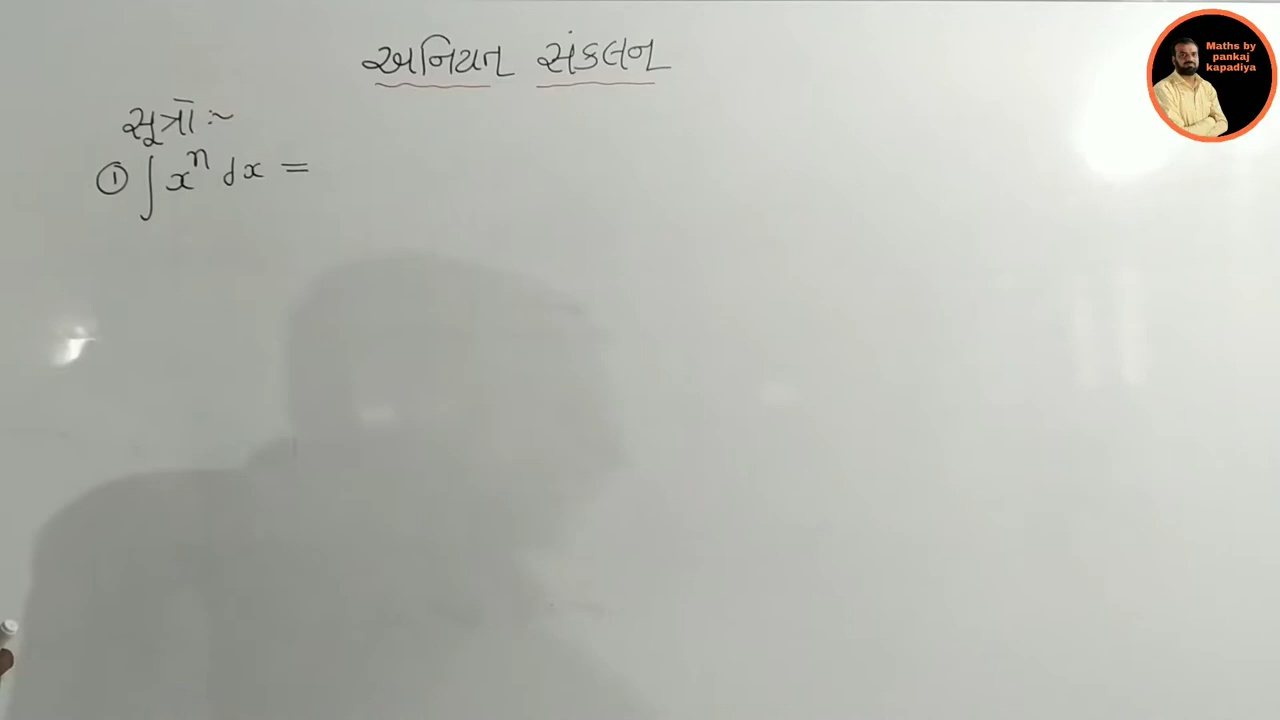 અનિયત સંકલન
સૂત્રો :~
① ∫ xⁿ dx =
Maths by
pankaj
kapadiya